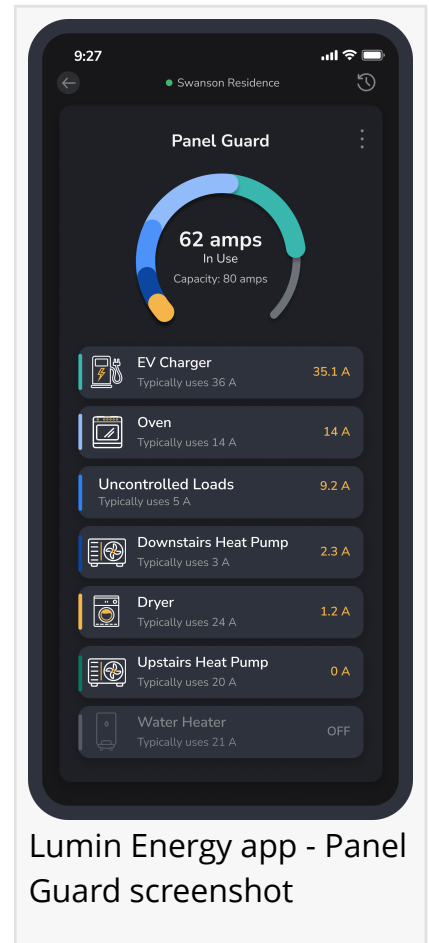 9:27
Swanson Residence
Panel Guard
62 amps
In Use
Capacity: 80 amps
EV Charger
Typically uses 36 A
35.1 A
Oven
Typically uses 14 A
14 A
Uncontrolled Loads
Typically uses 5 A
9.2 A
Downstairs Heat Pump
Typically uses 3 A
2.3 A
Dryer
Typically uses 24 A
1.2 A
Upstairs Heat Pump
Typically uses 20 A
0 A
Water Heater
Typically uses 21 A
OFF
Lumin Energy app - Panel
Guard screenshot